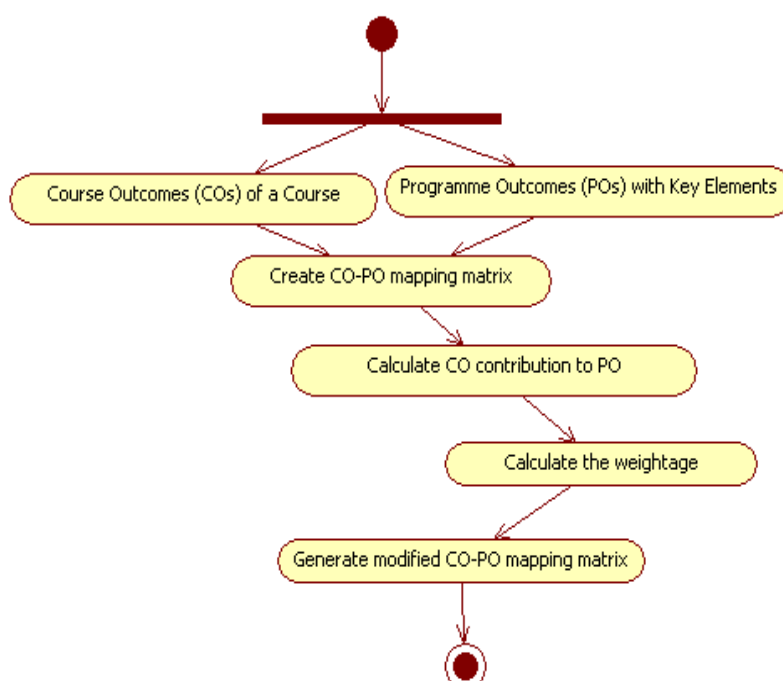 Course Outcomes (COs) of a Course
Programme Outcomes (POs) with Key Elements
Create CO-PO mapping matrix
Calculate CO contribution to PO
Calculate the weightage
Generate modified CO-PO mapping matrix